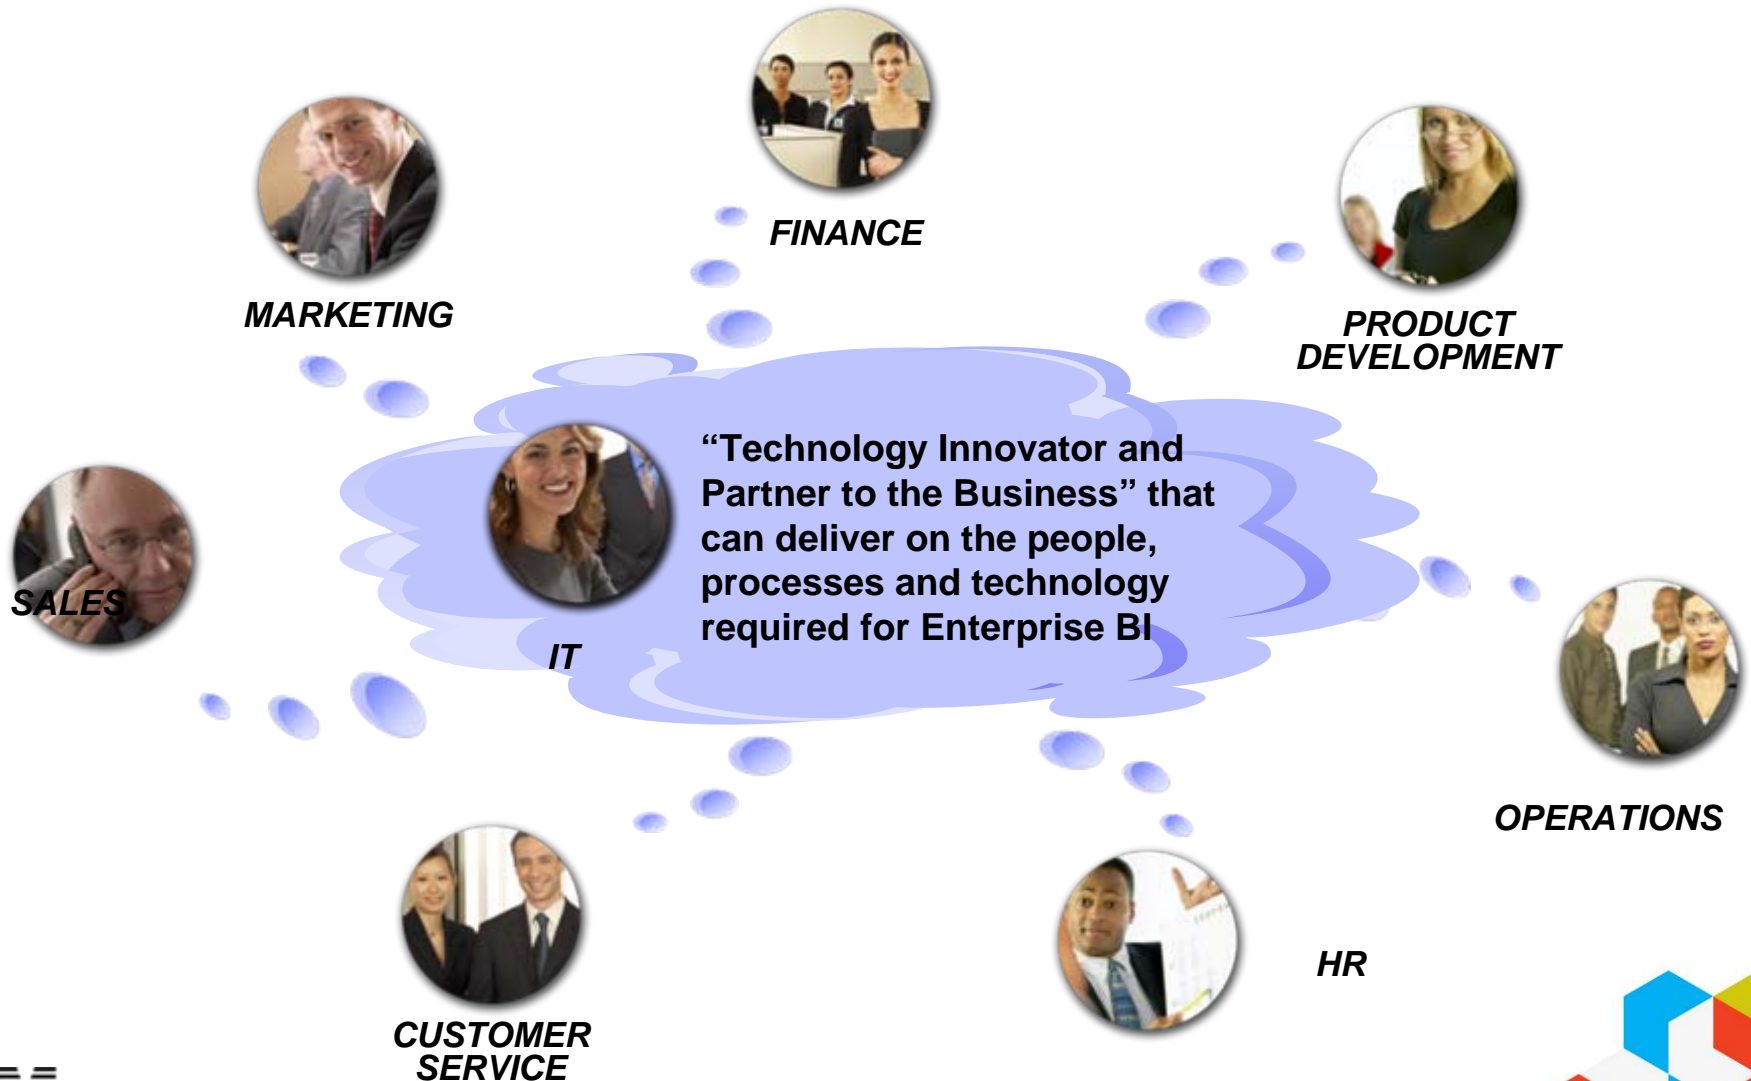 FINANCE
MARKETING
PRODUCT
DEVELOPMENT
“Technology Innovator and
Partner to the Business” that
can deliver on the people,
processes and technology
required for Enterprise BI
SALES
IT
OPERATIONS
HR
CUSTOMER
SERVICE